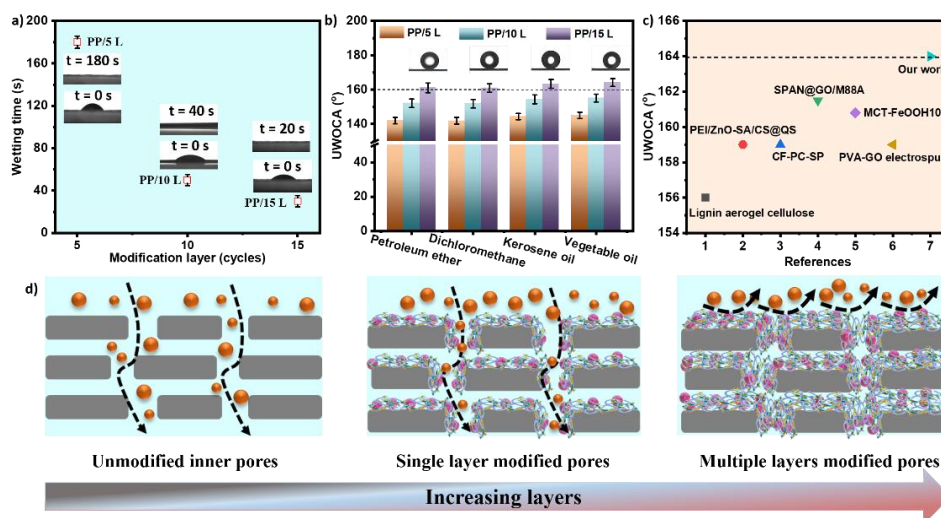 a)
200
160
120
80
40
0
Wetting time (s)
PP/5 L
t = 180 s
t = 0 s
t = 40 s
t = 0 s
PP/10 L
t = 20 s
t = 0 s
PP/15 L
5
10
15
Modification layer (cycles)
b)
PP/5 L
PP/10 L
PP/15 L
200
180
160
140
40
20
0
UWOCA (°)
Petroleum ether
Dichloromethane
Kerosene oil
Vegetable oil
c)
166
164
162
160
158
156
154
UWOCA (°)
Our work
SPAN@GO/M88A
MCT-FeOOH10
PEI/ZnO-SA/CS@QS
CF-PC-SP
PVA-GO electrospu
Lignin aerogel cellulose
1
2
3
4
5
6
7
References
d)
Unmodified inner pores
Single layer modified pores
Multiple layers modified pores
Increasing layers